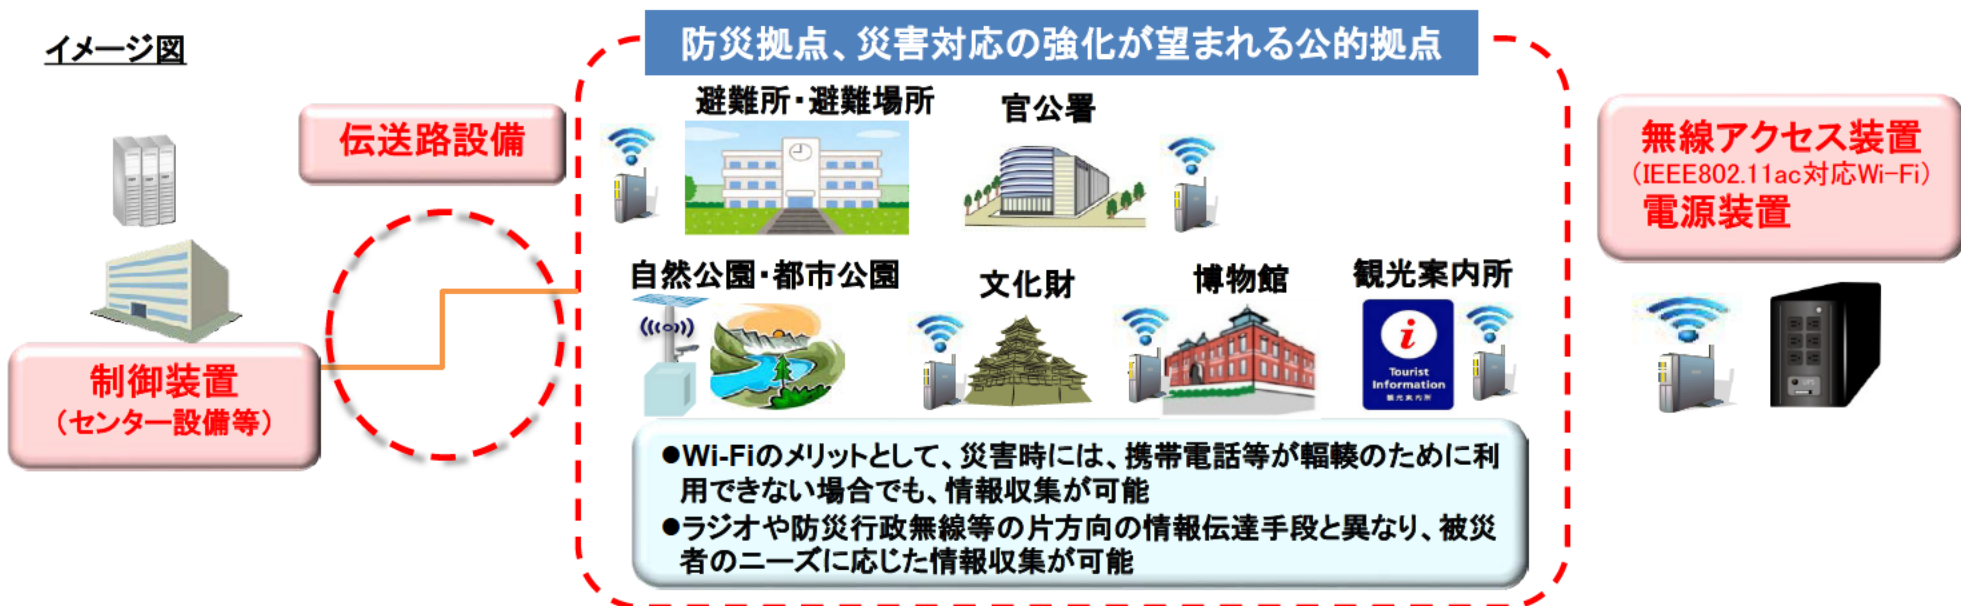 イメージ図
防災拠点、災害対応の強化が望まれる公的拠点
伝送路設備
避難所・避難場所
官公署
無線アクセス装置
(IEEE802.11ac対応Wi-Fi)
電源装置
自然公園・都市公園
文化財
博物館
観光案内所
i
Tourist
Information
観光案内所
制御装置
(センター設備等)
●Wi-Fiのメリットとして、災害時には、携帯電話等が輻輳のために利
用できない場合でも、情報収集が可能
●ラジオや防災行政無線等の片方向の情報伝達手段と異なり、被災
者のニーズに応じた情報収集が可能
UPS